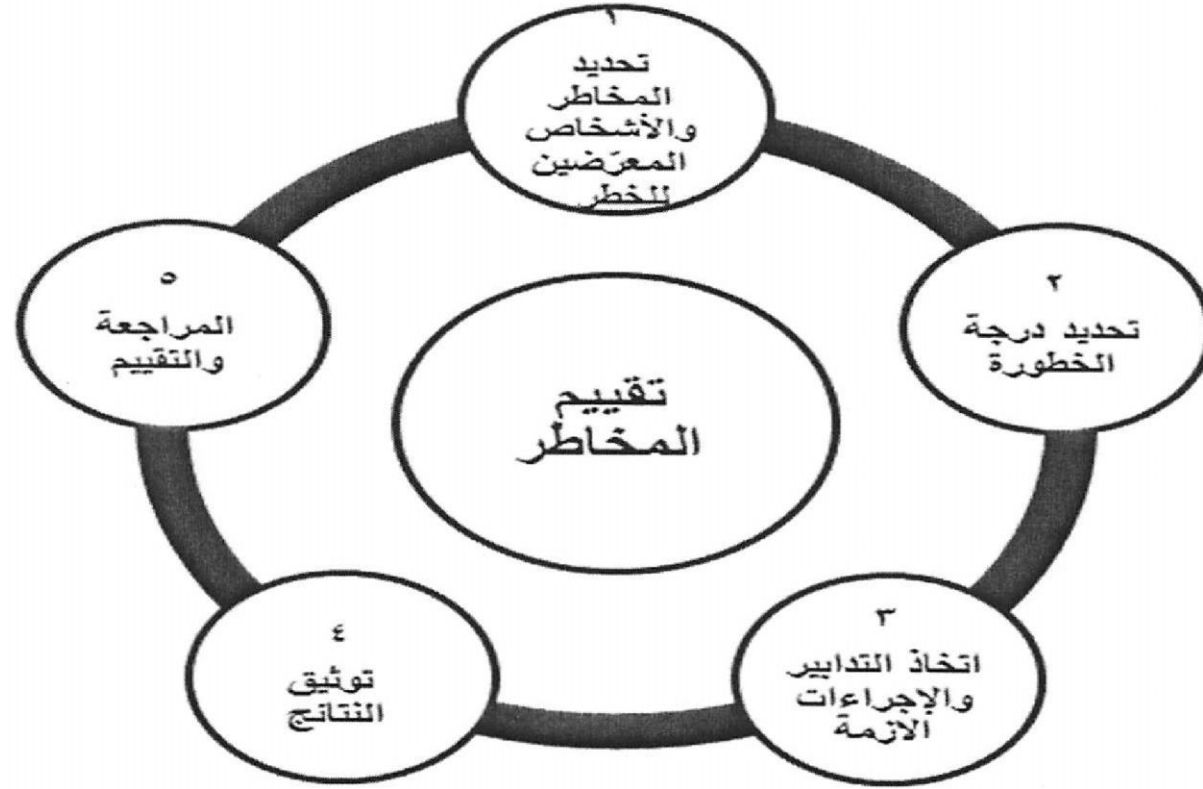 ١
تحديد
المخاطر
والأشخاص
المعرّضين
للخطر
٢
تحديد درجة
الخطورة
٣
اتخاذ التدابير
والإجراءات
الازمة
٤
توثيق
النتائج
٥
المراجعة
والتقييم
تقييم
المخاطر